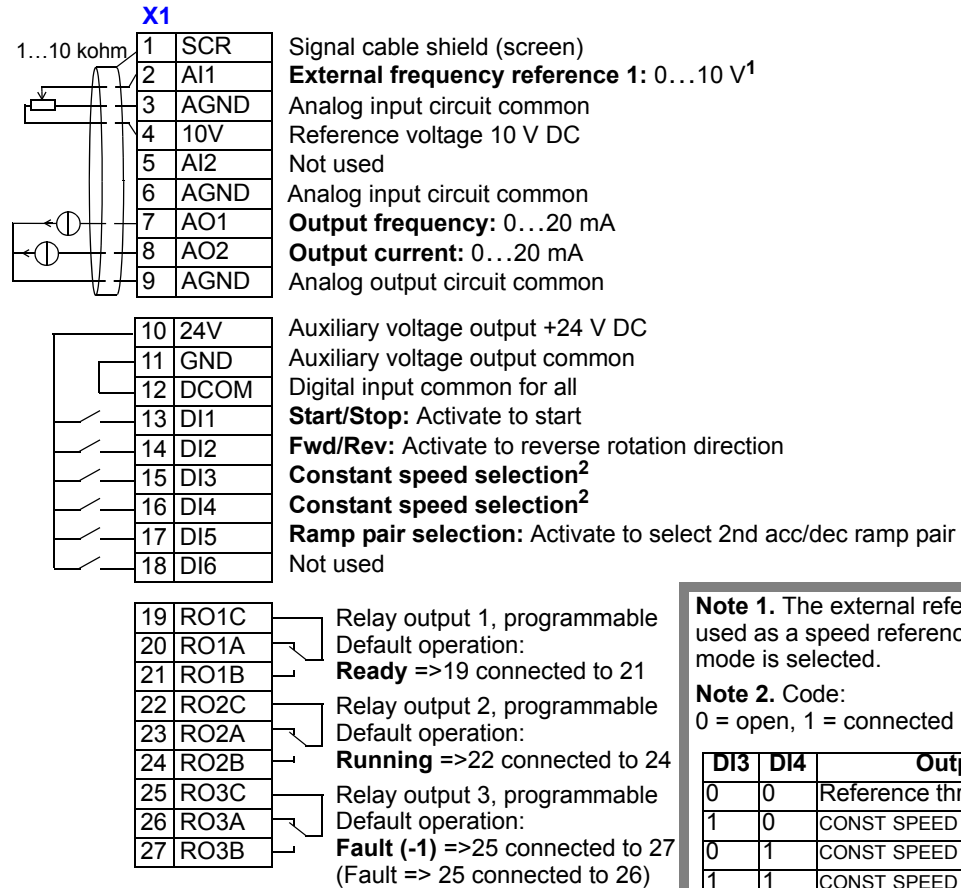 X1
1…10 kohm
1 SCR Signal cable shield (screen)
2 AI1 External frequency reference 1: 0…10 V1
3 AGND Analog input circuit common
4 10V Reference voltage 10 V DC
5 AI2 Not used
6 AGND Analog input circuit common
7 AO1 Output frequency: 0…20 mA
8 AO2 Output current: 0…20 mA
9 AGND Analog output circuit common
10 24V Auxiliary voltage output +24 V DC
11 GND Auxiliary voltage output common
12 DCOM Digital input common for all
13 DI1 Start/Stop: Activate to start
14 DI2 Fwd/Rev: Activate to reverse rotation direction
15 DI3 Constant speed selection2
16 DI4 Constant speed selection2
17 DI5 Ramp pair selection: Activate to select 2nd acc/dec ramp pair
18 DI6 Not used
19 RO1C Relay output 1, programmable
20 RO1A Default operation:
21 RO1B Ready =>19 connected to 21
22 RO2C Relay output 2, programmable
23 RO2A Default operation:
24 RO2B Running =>22 connected to 24
25 RO3C Relay output 3, programmable
26 RO3A Default operation:
27 RO3B Fault (-1) =>25 connected to 27
(Fault => 25 connected to 26)
Note 1. The external
used as a speed
mode is selected.
Note 2. Code:
0 = open, 1 = connected
DI3 DI4
0 0 Reference
1 0 CONST SPEED
0 1 CONST SPEED
1 1 CONST SPEED